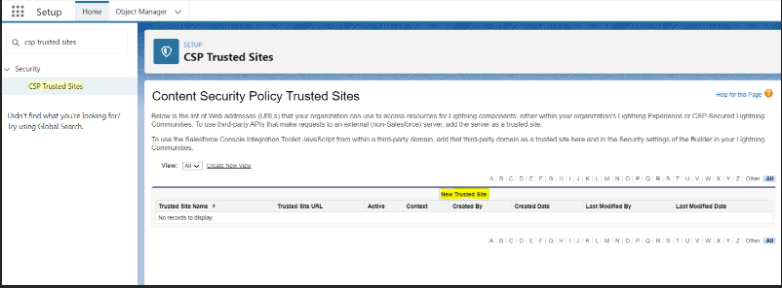 Setup Home Object Manager
csp trusted sites
Security
CSP Trusted Sites
Didn't find what you're looking for?
Try using Global Search.
SETUP
CSP Trusted Sites
Content Security Policy Trusted Sites
Help for this Page
Below is the list of Web addresses (URLs) that your organization can use to access resources for Lightning components, either within your organization's Lightning Experience or CSP-Secured Lightning
Communities. To use third-party APIs that make requests to an external (non-Salesforce) server, add the server as a trusted site.
To use the Salesforce Console Integration Toolkit JavaScript from within a third-party domain, add that third-party domain as a trusted site here and in the Security settings of the Builder in your Lightning
Communities.
View: All Create New View
A | B | C | D | E | F | G | H | I | J | K | L | M | N | O | P | Q | R | S | T | U | V | W | X | Y | Z | Other All
New Trusted Site
Trusted Site Name ↑ Trusted Site URL Active Context Created By Created Date Last Modified By Last Modified Date
No records to display.
A | B | C | D | E | F | G | H | I | J | K | L | M | N | O | P | Q | R | S | T | U | V | W | X | Y | Z | Other All